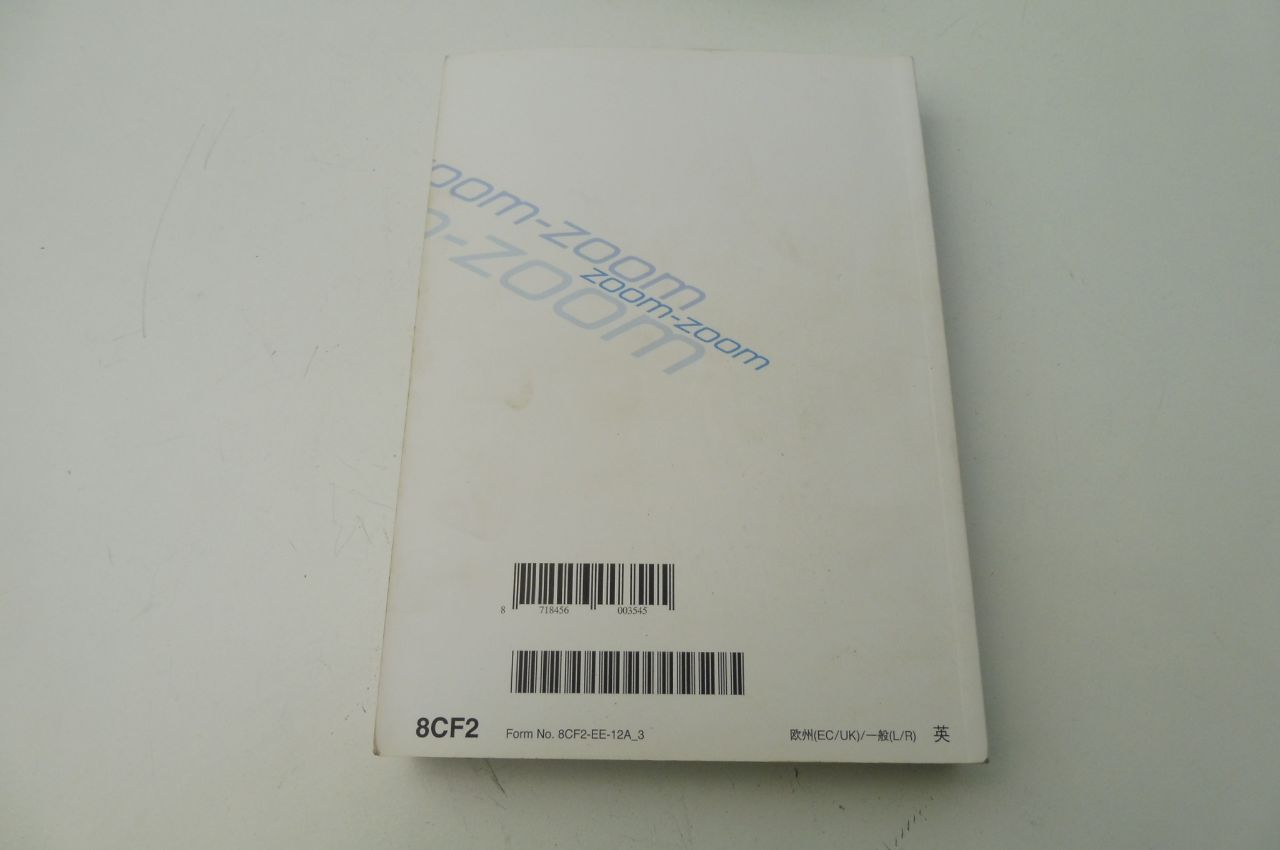 zoom-zoom
o-zoom
zoom-zoom
8 718456 003545
8CF2 Form No. 8CF2-EE-12A_3 欧州(EC/UK)/一般(L/R) 英